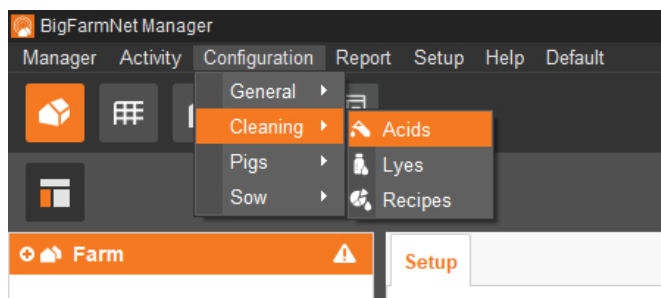 BigFarmNet Manager
Manager Activity Configuration Report Setup Help Default
General
Cleaning
Acids
Pigs
Lyes
Sow
Recipes
Farm
Setup